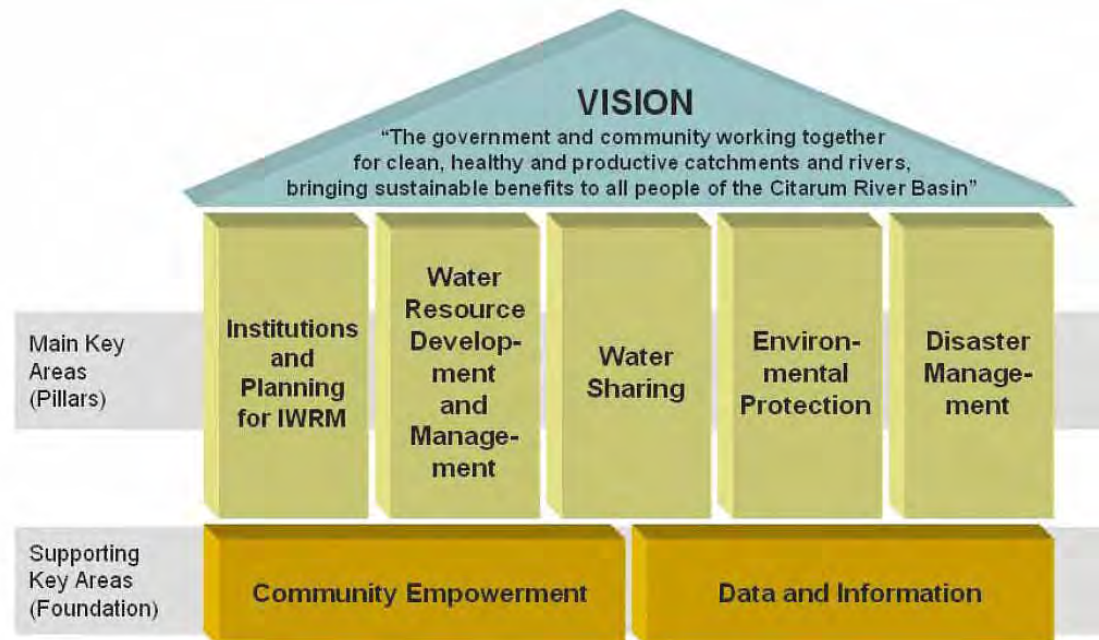 VISION
“The government and community working together
for clean, healthy and productive catchments and rivers,
bringing sustainable benefits to all people of the Citarum River Basin”
Main Key
Areas
(Pillars)
Institutions
and
Planning
for IWRM
Water
Resource
Develop-
ment
and
Manage-
ment
Water
Sharing
Environ-
mental
Protection
Disaster
Manage-
ment
Supporting
Key Areas
(Foundation)
Community Empowerment
Data and Information